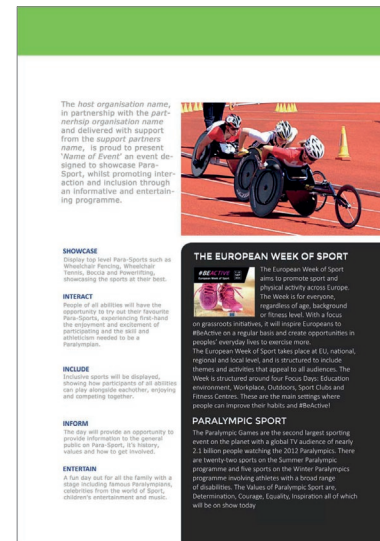 The host organisation name,
in partnership with the part-
nerhsip organisation name
and delivered with support
from the support partners
name,  is proud to present
‘Name of Event’ an event de-
signed to showcase Para-
Sport, whilst promoting inter-
action and inclusion through
an informative and entertain-
ing programme.
SHOWCASE
Display top level Para-Sports such as
Wheelchair Fencing, Wheelchair
Tennis, Boccia and Powerlifting,
showcasing the sports at their best.
INTERACT
People of all abilities will have the
opportunity to try out their favourite
Para-Sports, experiencing first-hand
the enjoyment and excitement of
participating and the skill and
athleticism needed to be a
Paralympian.
INCLUDE
Inclusive sports will be displayed,
showing how participants of all abilities
can play alongside eachother, enjoying
and competing together.
INFORM
The day will provide an opportunity to
provide information to the general
public on Para-Sport, it's history,
values and how to get involved.
ENTERTAIN
A fun day out for all the family with a
stage including famous Paralympians,
celebrities from the world of Sport,
children's entertainment and music.
THE EUROPEAN WEEK OF SPORT
#BEACTIVE
The European Week of Sport
aims to promote sport and
physical activity across Europe.
The Week is for everyone,
regardless of age, background
or fitness level. With a focus
on grassroots initiatives, it will inspire Europeans to
#BeActive on a regular basis and create opportunities in
peoples' everyday lives to exercise more.
The European Week of Sport takes place at EU, national,
regional and local level, and is structured to include
themes and activities that appeal to all audiences. The
Week is structured around four Focus Days: Education
environment, Workplace, Outdoors, Sport Clubs and
Fitness Centres. These are the main settings where
people can improve their habits and #BeActive!
PARALYMPIC SPORT
The Paralympic Games are the second largest sporting
event on the planet with a global TV audience of nearly
2.1 billion people watching the 2012 Paralympics. There
are twenty-two sports on the Summer Paralympic
programme and five sports on the Winter Paralympics
programme involving athletes with a broad range
of disabilities. The Values of Paralympic Sport are,
Determination, Courage, Equality, Inspiration all of which
will be on show today